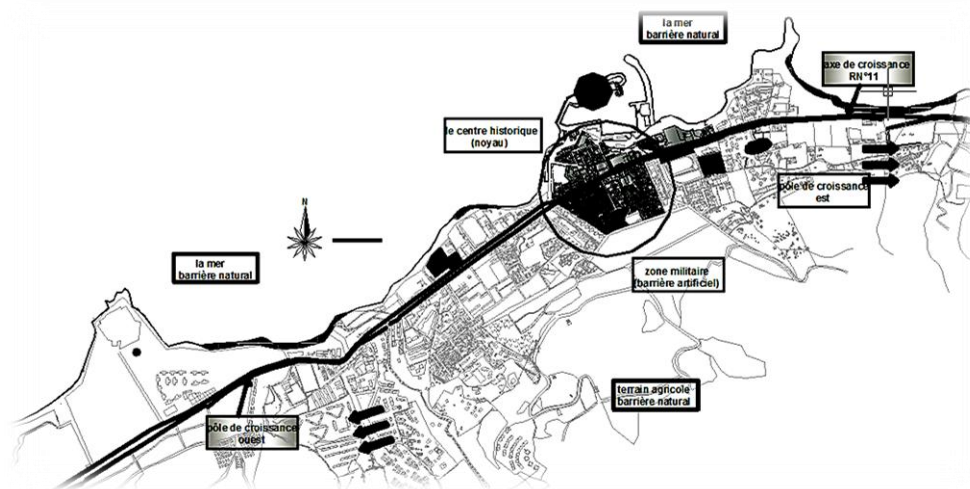 la mer
barrière natural
axe de croissance
RN°11
le centre historique
(noyau)
pôle de croissance
est
N
la mer
barrière natural
zone militaire
(barrière artificiel)
terrain agricole
barrière natural
pôle de croissance
ouest